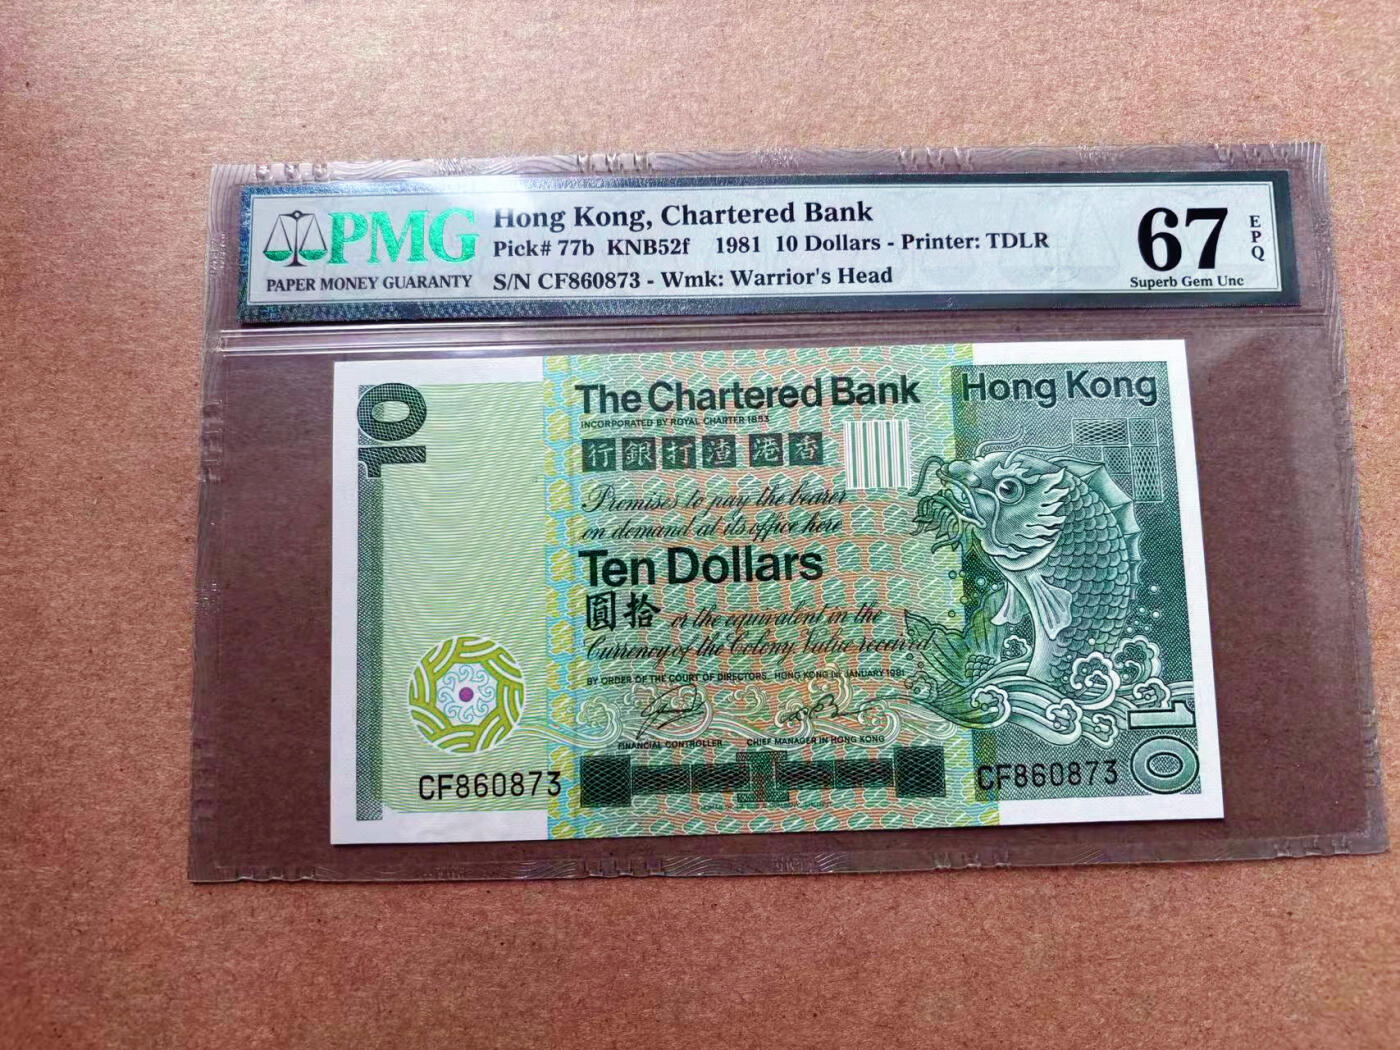 PMG
PAPER MONEY GUARANTY
Hong Kong, Chartered Bank
Pick# 77b KNB52f 1981 10 Dollars - Printer: TDLR
S/N CF860873 - Wmk: Warrior's Head
67
EPQ
Superb Gem Unc
10
The Chartered Bank
Hong Kong
INCORPORATED BY ROYAL CHARTER 1853
行銀打渣港香
Promises to pay the bearer
on demand at its office here
Ten Dollars
圓拾 or the equivalent in the
Currency of the Colony, Value received
BY ORDER OF THE COURT OF DIRECTORS, HONG KONG 1st JANUARY 1981
FINANCIAL CONTROLLER CHIEF MANAGER IN HONG KONG
CF860873
CF860873
10